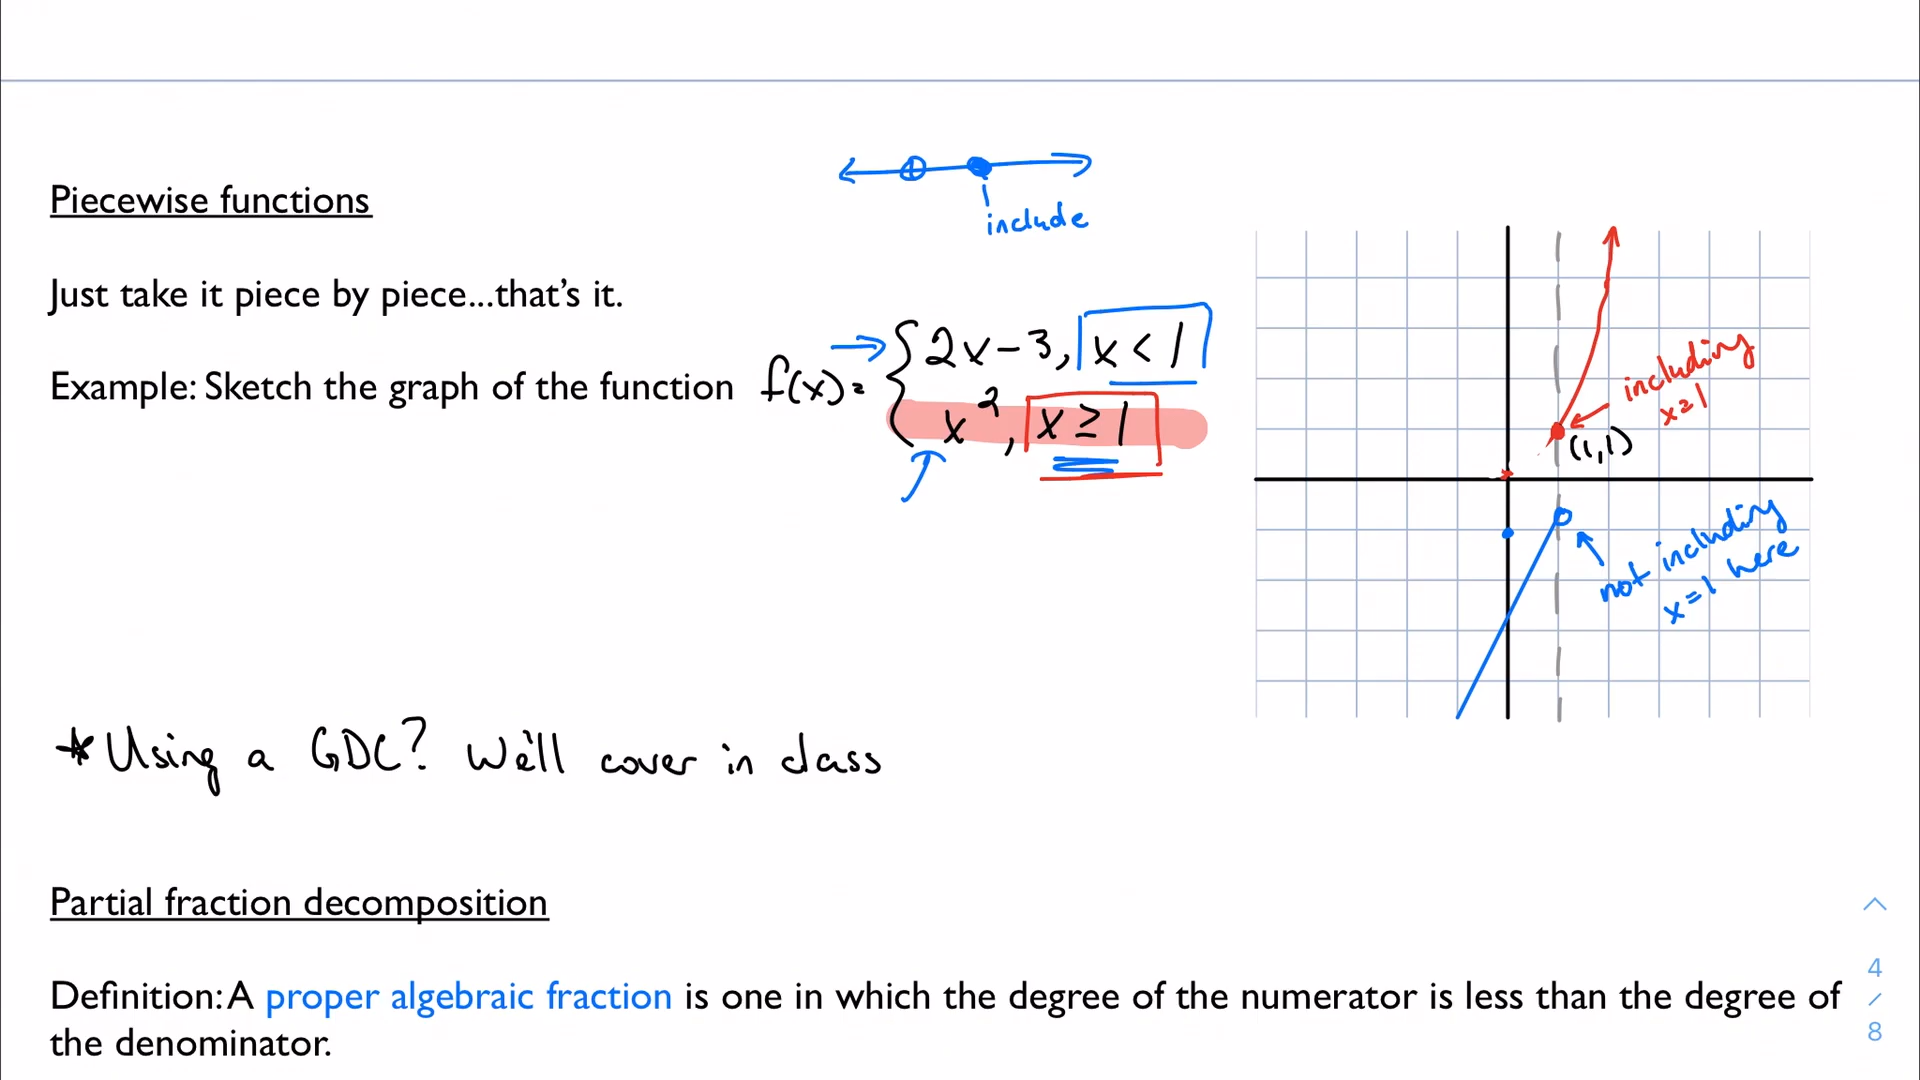 include
Piecewise functions
Just take it piece by piece...that's it.
Example: Sketch the graph of the function f(x) = { 2x-3, x < 1
x², x ≥ 1
including
x=1
(1,1)
not including
x=1 here
*Using a GDC? We'll cover in class
Partial fraction decomposition
Definition: A proper algebraic fraction is one in which the degree of the numerator is less than the degree of
the denominator.
4
/
8